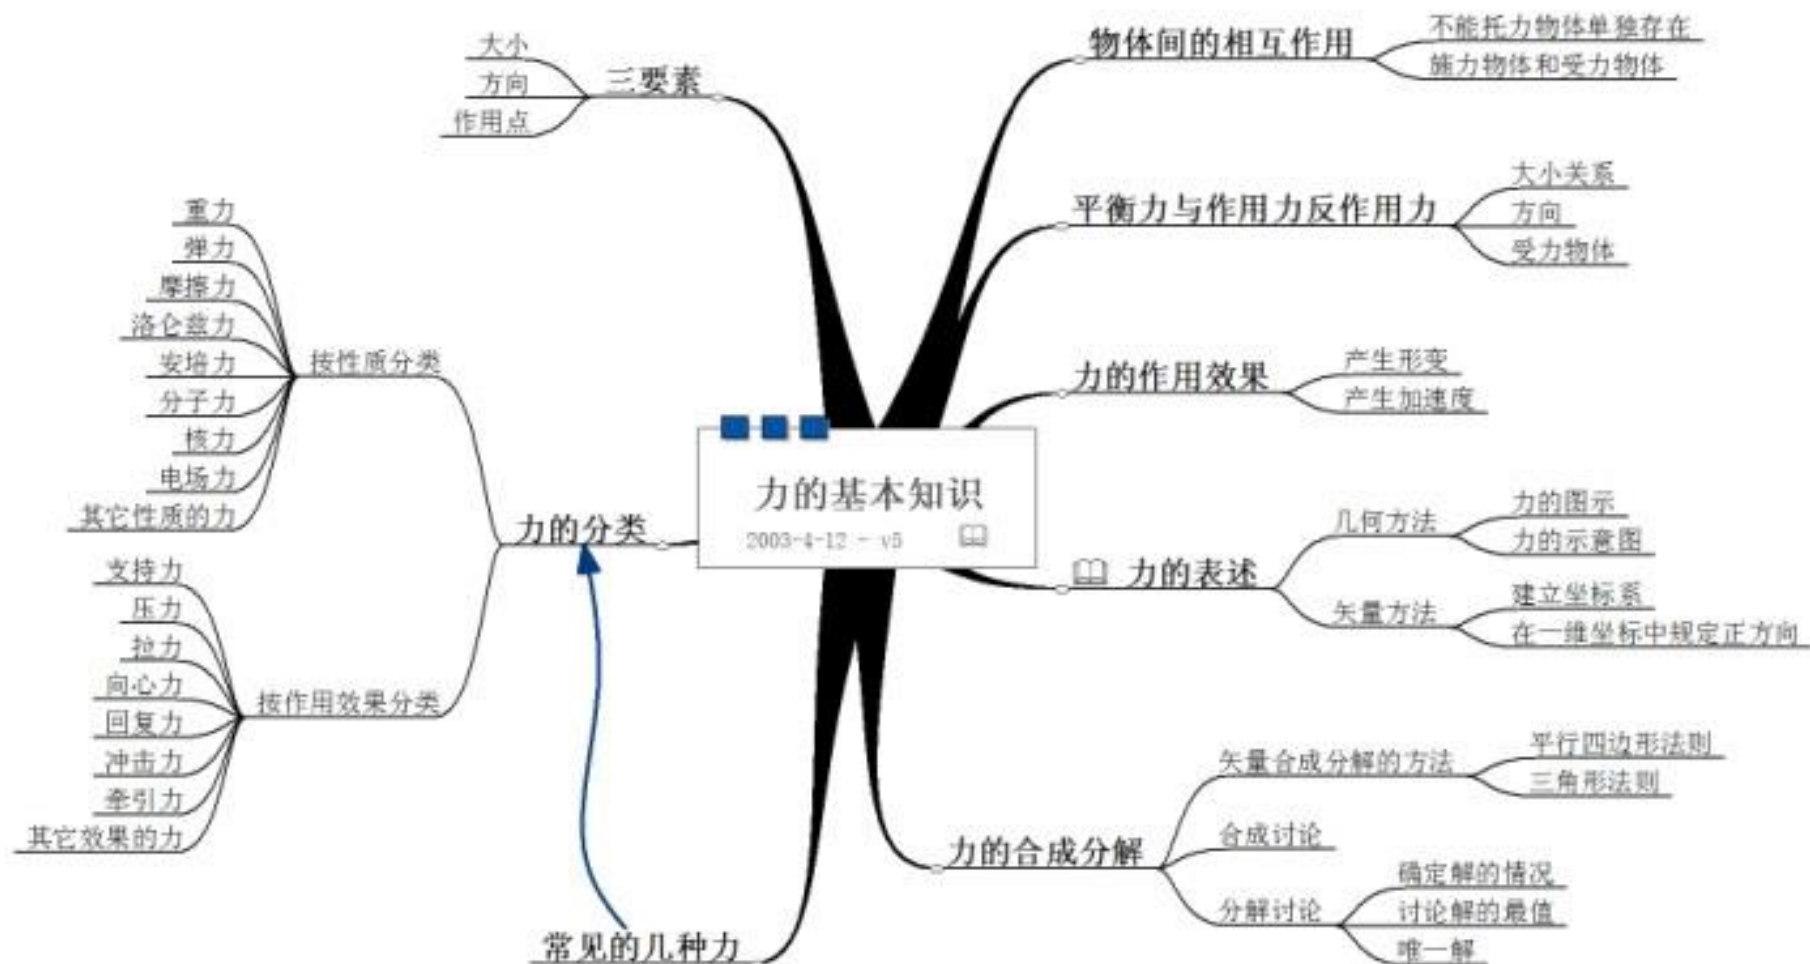 力的基本知识
2003-4-12 - v5
三要素
大小
方向
作用点
力的分类
按性质分类
重力
弹力
摩擦力
洛仑兹力
安培力
分子力
核力
电场力
其它性质的力
按作用效果分类
支持力
压力
拉力
向心力
回复力
冲击力
牵引力
其它效果的力
常见的几种力
物体间的相互作用
不能托力物体单独存在
施力物体和受力物体
平衡力与作用力反作用力
大小关系
方向
受力物体
力的作用效果
产生形变
产生加速度
力的表述
几何方法
力的图示
力的示意图
矢量方法
建立坐标系
在一维坐标中规定正方向
力的合成分解
矢量合成分解的方法
平行四边形法则
三角形法则
合成讨论
分解讨论
确定解的情况
讨论解的最值
唯一解